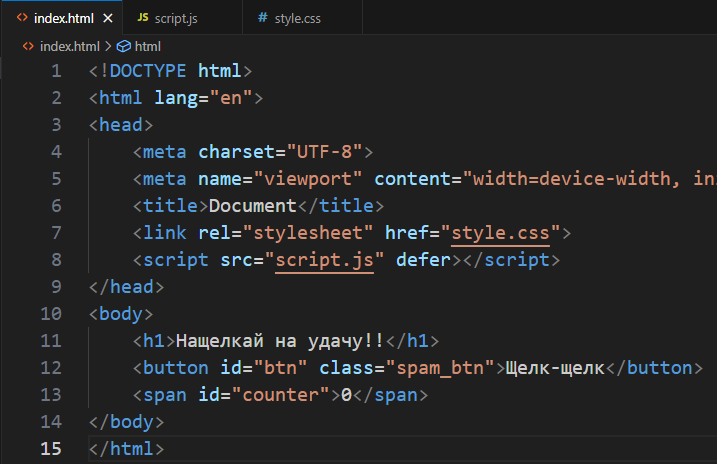 index.html × JS script.js # style.css
index.html > html
1 <!DOCTYPE html>
2 <html lang="en">
3 <head>
4 <meta charset="UTF-8">
5 <meta name="viewport" content="width=device-width, in
6 <title>Document</title>
7 <link rel="stylesheet" href="style.css">
8 <script src="script.js" defer></script>
9 </head>
10 <body>
11 <h1>Нащелкай на удачу!!</h1>
12 <button id="btn" class="spam_btn">Щелк-щелк</button>
13 <span id="counter">0</span>
14 </body>
15 </html>